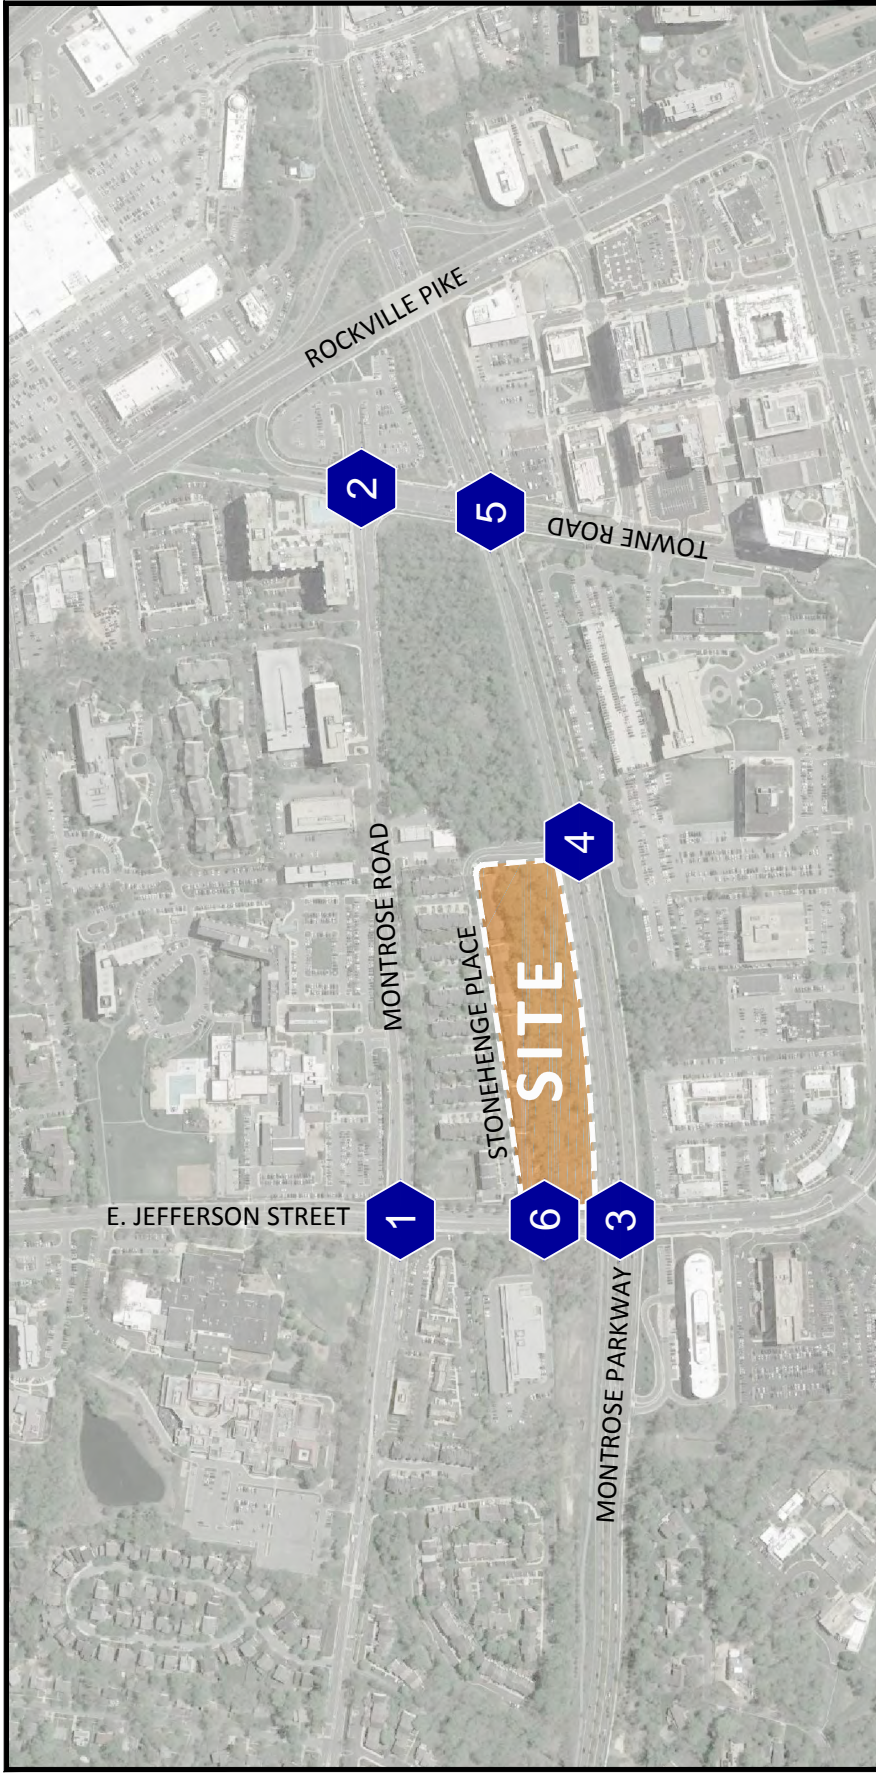 ROCKVILLE PIKE
2
5
TOWNE ROAD
MONTROSE ROAD
4
STONEHENGE PLACE
SITE
E. JEFFERSON STREET
1
6
3
MONTROSE PARKWAY